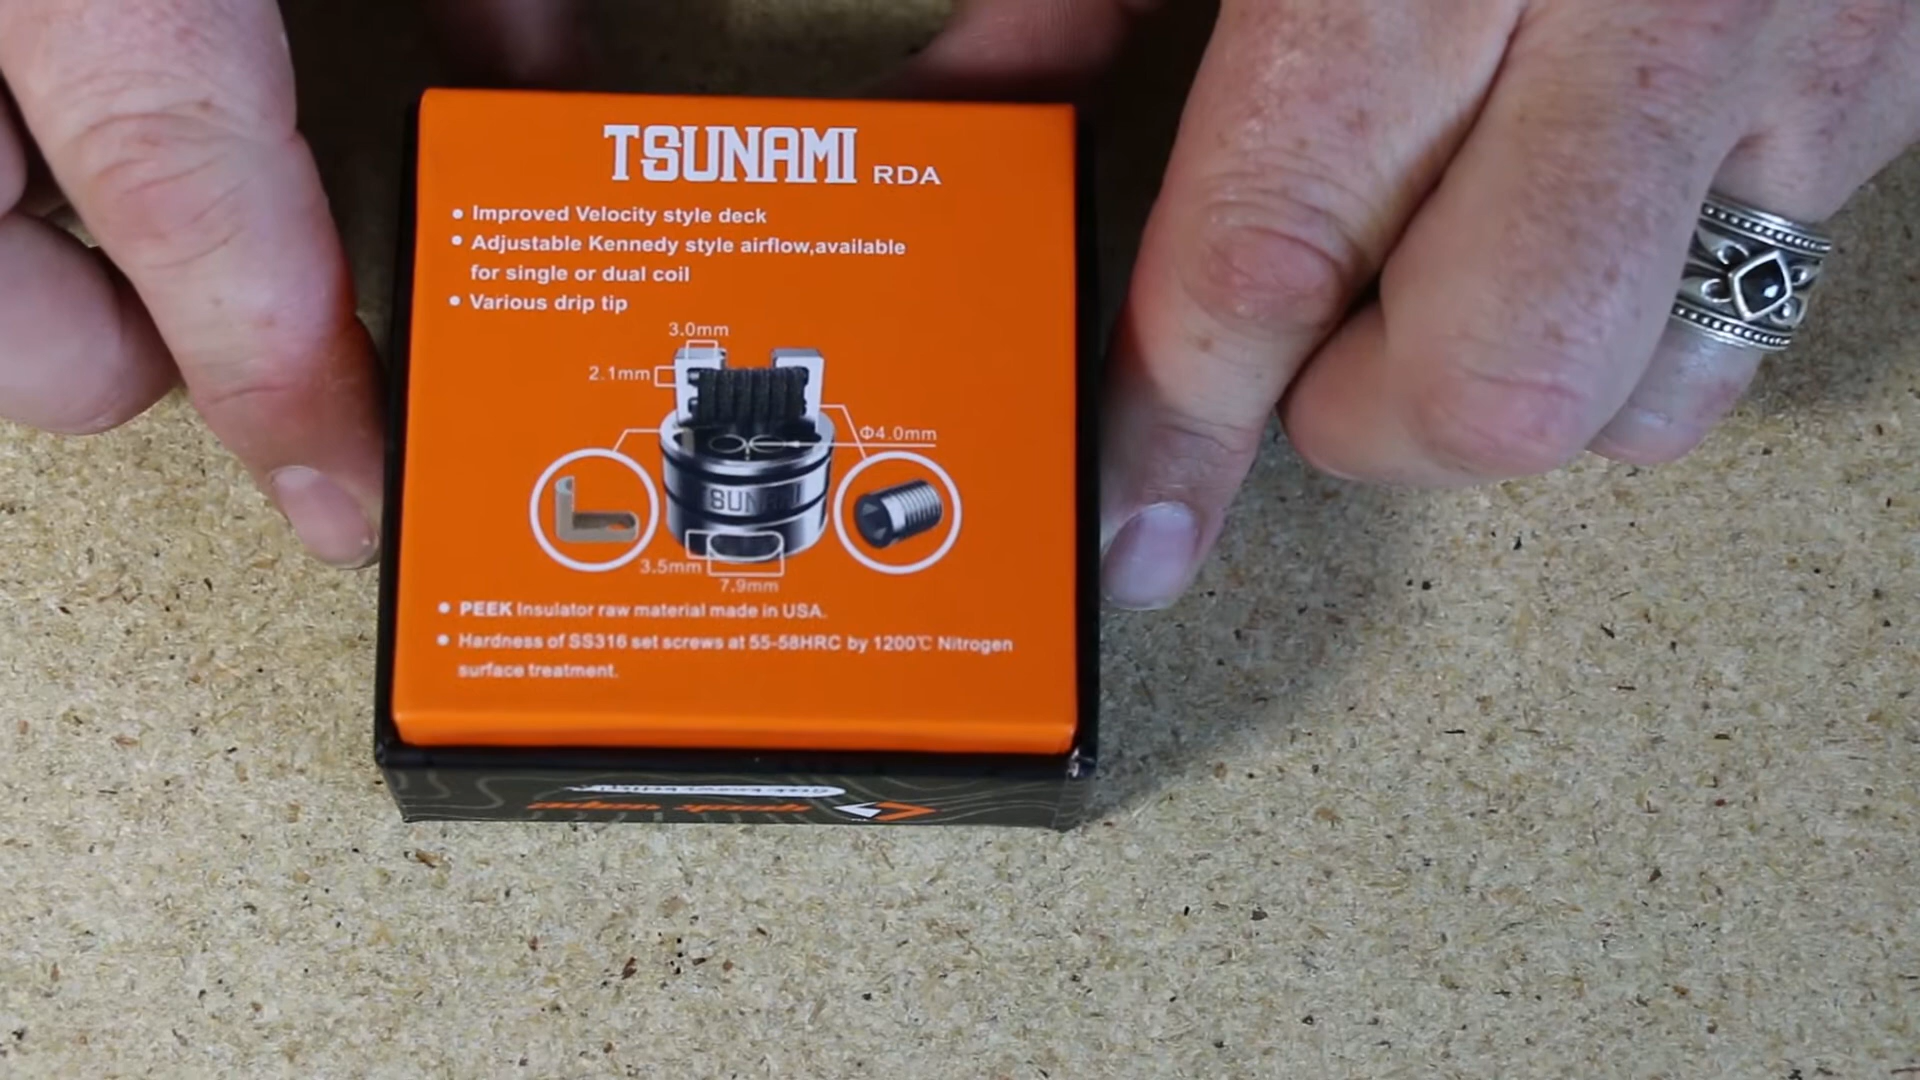 TSUNAMI RDA
• Improved Velocity style deck
• Adjustable Kennedy style airflow,available
for single or dual coil
• Various drip tip
3.0mm
2.1mm
Φ4.0mm
TSUNAMI
3.5mm
7.9mm
• PEEK Insulator raw material made in USA.
• Hardness of SS316 set screws at 55-58HRC by 1200℃ Nitrogen
surface treatment.